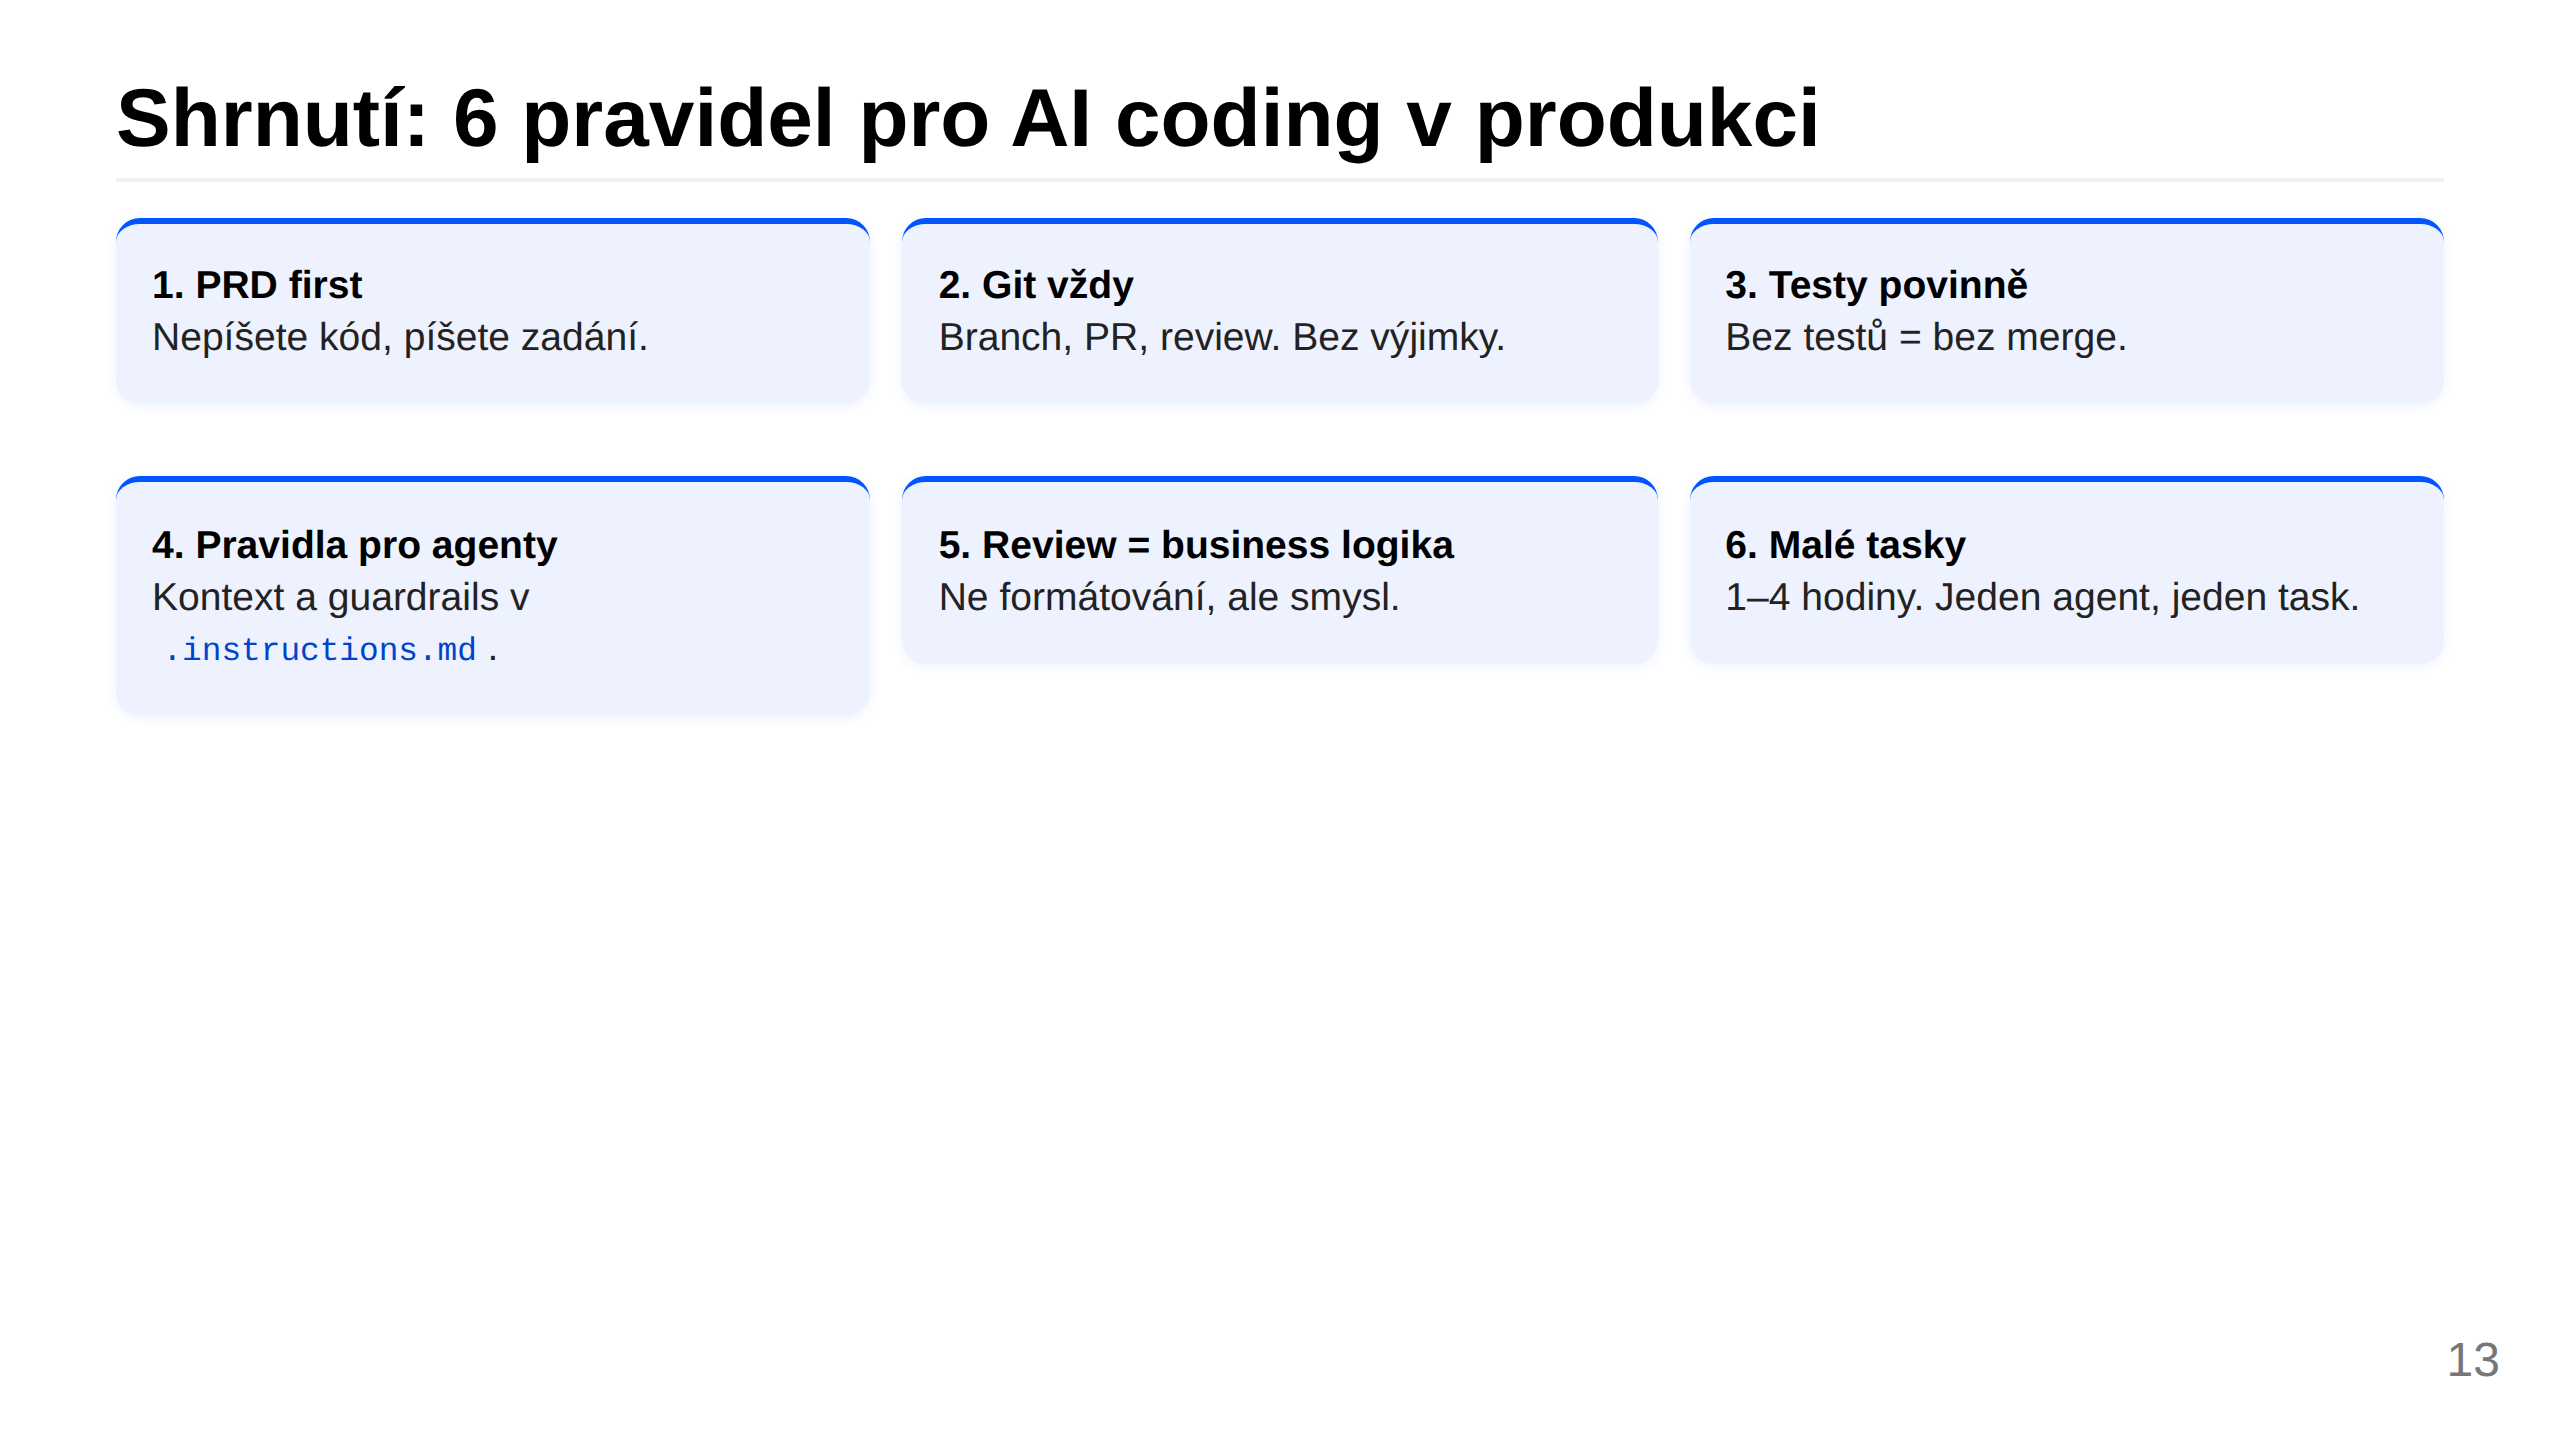 Shrnutí: 6 pravidel pro AI coding v produkci
1. PRD first
Nepíšete kód, píšete zadání.
2. Git vždy
Branch, PR, review. Bez výjimky.
3. Testy povinně
Bez testů = bez merge.
4. Pravidla pro agenty
Kontext a guardrails v
.instructions.md .
5. Review = business logika
Ne formátování, ale smysl.
6. Malé tasky
1–4 hodiny. Jeden agent, jeden task.
13